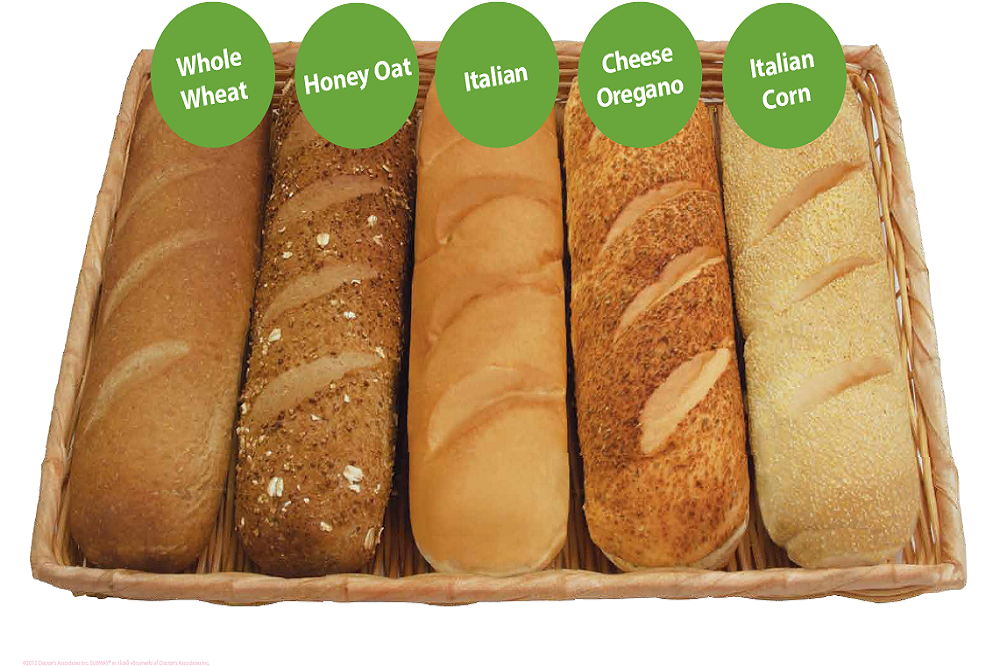 Whole
Wheat
Honey Oat
Italian
Cheese
Oregano
Italian
Corn